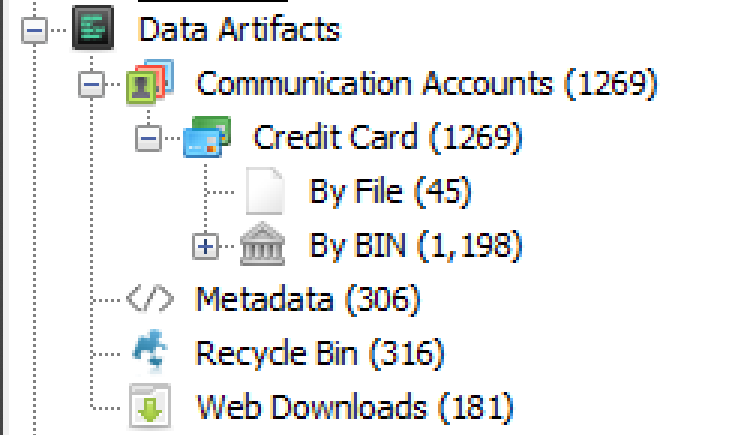 Data Artifacts
Communication Accounts (1269)
Credit Card (1269)
By File (45)
By BIN (1,198)
Metadata (306)
Recycle Bin (316)
Web Downloads (181)